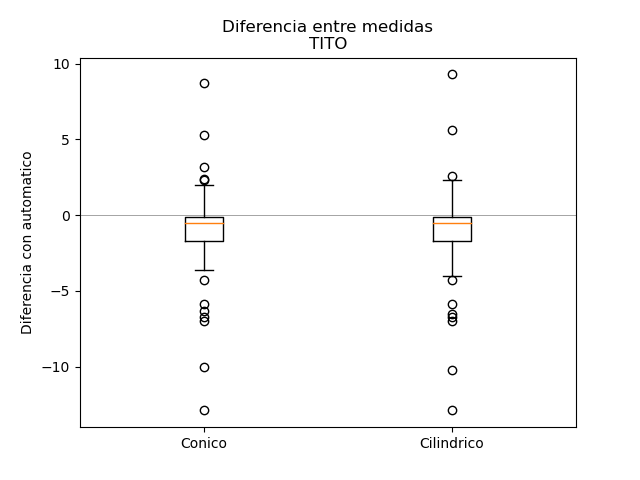 Diferencia entre medidas
TITO
Diferencia con automatico
10
5
0
−5
−10
Conico
Cilindrico